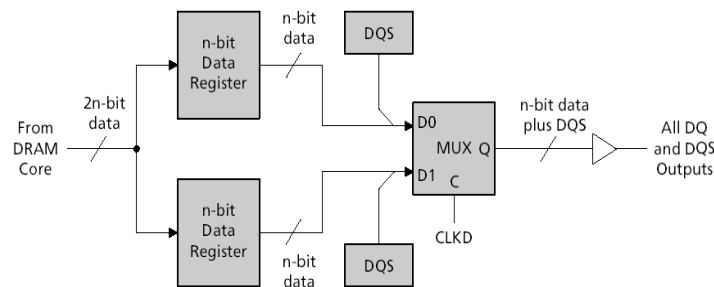 n-bit
Data
Register
n-bit
data
DQS
2n-bit
data
From
DRAM
Core
D0
MUX Q
D1
C
n-bit data
plus DQS
All DQ
and DQS
Outputs
CLKD
n-bit
Data
Register
n-bit
data
DQS